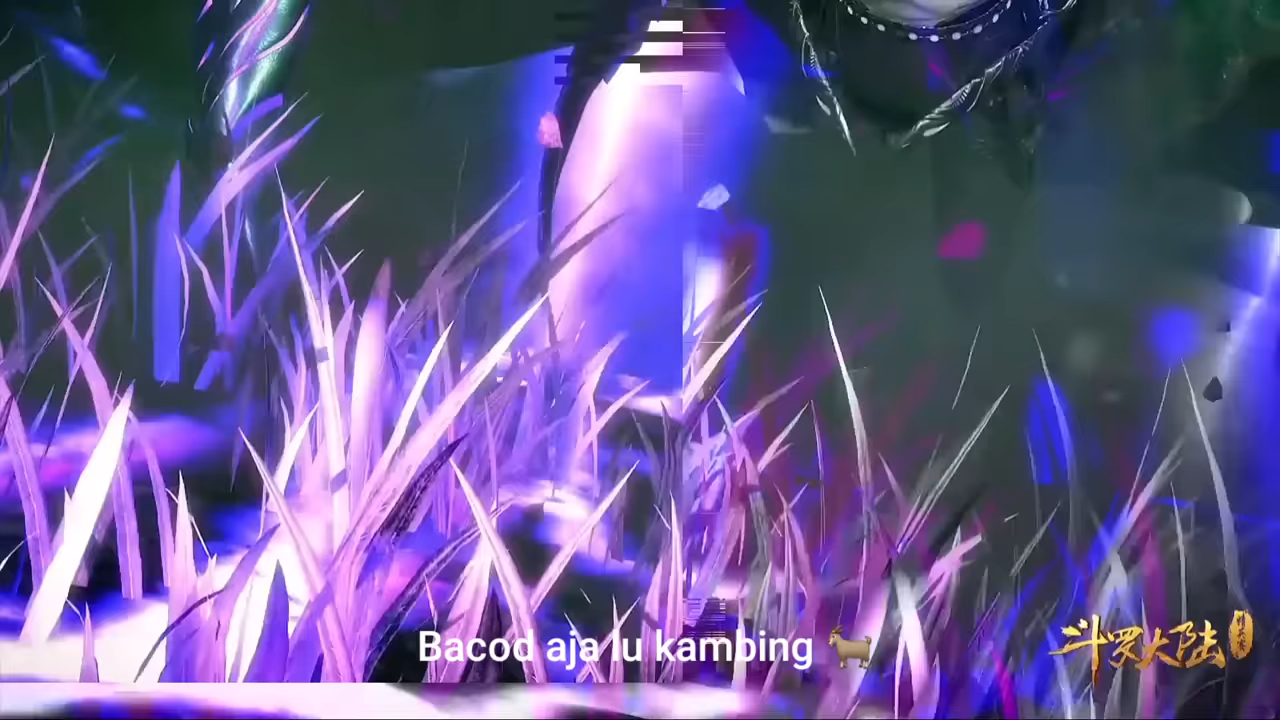 Bacod aja lu kambing 🐐
斗罗大陆